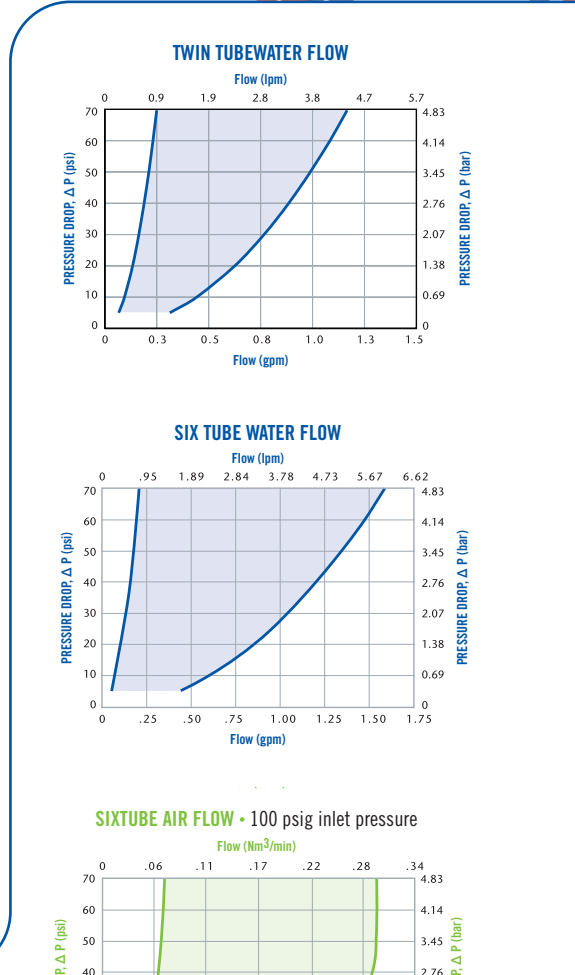 TWIN TUBEWATER FLOW
Flow (lpm)
0 0.9 1.9 2.8 3.8 4.7 5.7
70 4.83
60 4.14
50 3.45
40 2.76
30 2.07
20 1.38
10 0.69
0 0
PRESSURE DROP, Δ P (psi)
PRESSURE DROP, Δ P (bar)
0 0.3 0.5 0.8 1.0 1.3 1.5
Flow (gpm)
SIX TUBE WATER FLOW
Flow (lpm)
0 .95 1.89 2.84 3.78 4.73 5.67 6.62
70 4.83
60 4.14
50 3.45
40 2.76
30 2.07
20 1.38
10 0.69
0 0
PRESSURE DROP, Δ P (psi)
PRESSURE DROP, Δ P (bar)
0 .25 .50 .75 1.00 1.25 1.50 1.75
Flow (gpm)
SIXTUBE AIR FLOW • 100 psig inlet pressure
Flow (Nm3/min)
0 .06 .11 .17 .22 .28 .34
70 4.83
60 4.14
50 3.45
40 2.76
P, Δ P (psi)
P, Δ P (bar)